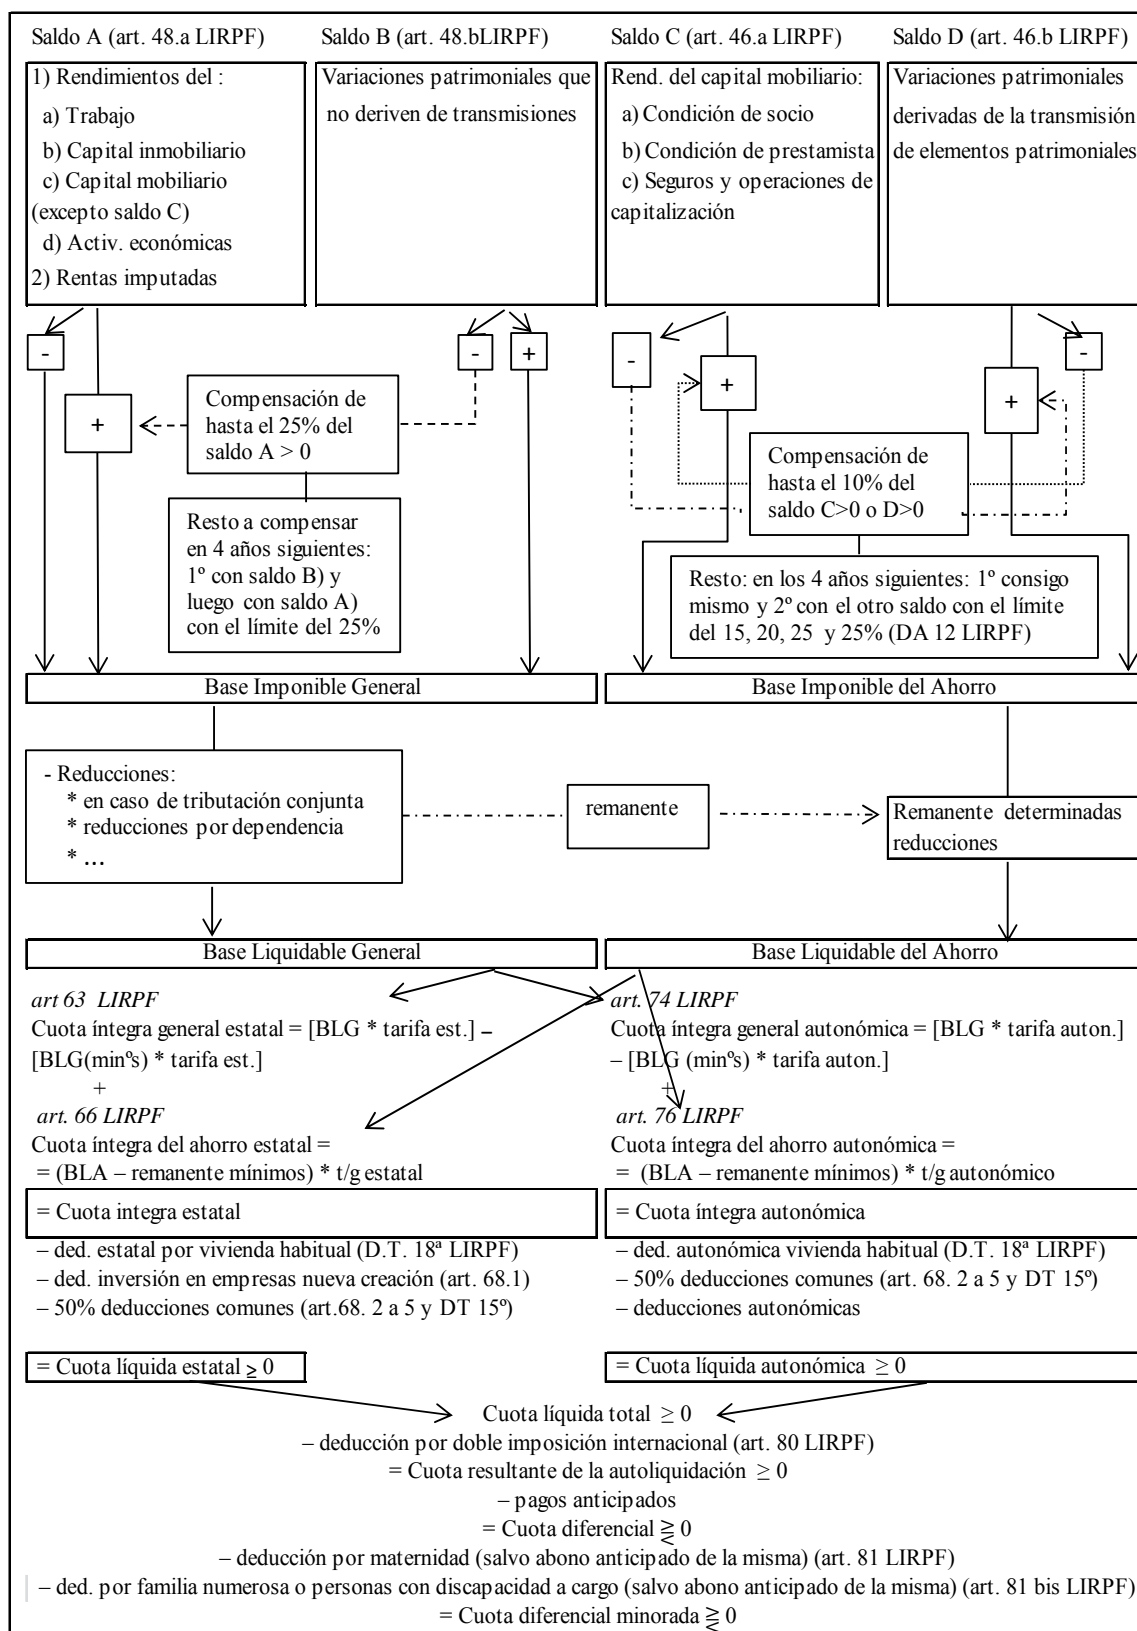 Saldo A (art. 48.a LIRPF)
Saldo B (art. 48.bLIRPF)
Saldo C (art. 46.a LIRPF)
Saldo D (art. 46.b LIRPF)
1) Rendimientos del :
a) Trabajo
b) Capital inmobiliario
c) Capital mobiliario
(excepto saldo C)
d) Activ. económicas
2) Rentas imputadas
Variaciones patrimoniales que
no deriven de transmisiones
Rend. del capital mobiliario:
a) Condición de socio
b) Condición de prestamista
c) Seguros y operaciones de
capitalización
Variaciones patrimoniales
derivadas de la transmisión
de elementos patrimoniales
-
+
-
+
-
+
+
-
Compensación de
hasta el 25% del
saldo A > 0
Resto a compensar
en 4 años siguientes:
1º con saldo B) y
luego con saldo A)
con el límite del 25%
Compensación de
hasta el 10% del
saldo C>0 o D>0
Resto: en los 4 años siguientes: 1º consigo
mismo y 2º con el otro saldo con el límite
del 15, 20, 25 y 25% (DA 12 LIRPF)
Base Imponible General
Base Imponible del Ahorro
- Reducciones:
* en caso de tributación conjunta
* reducciones por dependencia
* ...
remanente
Remanente determinadas
reducciones
Base Liquidable General
Base Liquidable del Ahorro
art 63 LIRPF
Cuota íntegra general estatal = [BLG * tarifa est.] –
[BLG(minºs) * tarifa est.]
+
art. 66 LIRPF
Cuota íntegra del ahorro estatal =
= (BLA – remanente mínimos) * t/g estatal
= Cuota integra estatal
– ded. estatal por vivienda habitual (D.T. 18ª LIRPF)
– ded. inversión en empresas nueva creación (art. 68.1)
– 50% deducciones comunes (art.68. 2 a 5 y DT 15º)
= Cuota líquida estatal ≥ 0
art. 74 LIRPF
Cuota íntegra general autonómica = [BLG * tarifa auton.]
– [BLG (minºs) * tarifa auton.]
+
art. 76 LIRPF
Cuota íntegra del ahorro autonómica =
= (BLA – remanente mínimos) * t/g autonómico
= Cuota íntegra autonómica
– ded. autonómica vivienda habitual (D.T. 18ª LIRPF)
– 50% deducciones comunes (art. 68. 2 a 5 y DT 15º)
– deducciones autonómicas
= Cuota líquida autonómica ≥ 0
Cuota líquida total ≥ 0
– deducción por doble imposición internacional (art. 80 LIRPF)
= Cuota resultante de la autoliquidación ≥ 0
– pagos anticipados
= Cuota diferencial ⪌ 0
– deducción por maternidad (salvo abono anticipado de la misma) (art. 81 LIRPF)
– ded. por familia numerosa o personas con discapacidad a cargo (salvo abono anticipado de la misma) (art. 81 bis LIRPF)
= Cuota diferencial minorada ⪌ 0